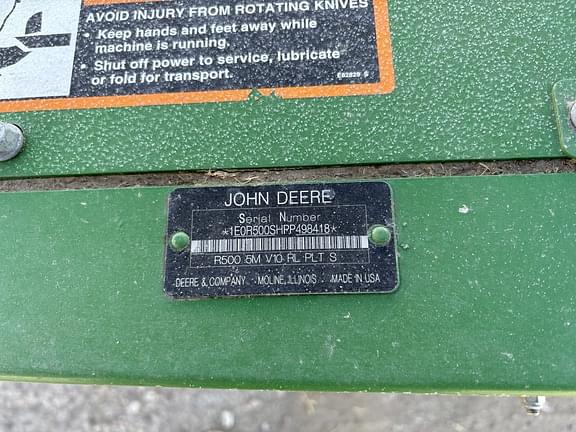 AVOID INJURY FROM ROTATING KNIVES
• Keep hands and feet away while
machine is running.
• Shut off power to service, lubricate
or fold for transport.
E82829 S
JOHN DEERE
Serial Number
*1E0R500SHPP498418*
R500 5M V10 RL PLT S
DEERE & COMPANY MOLINE, ILLINOIS MADE IN USA